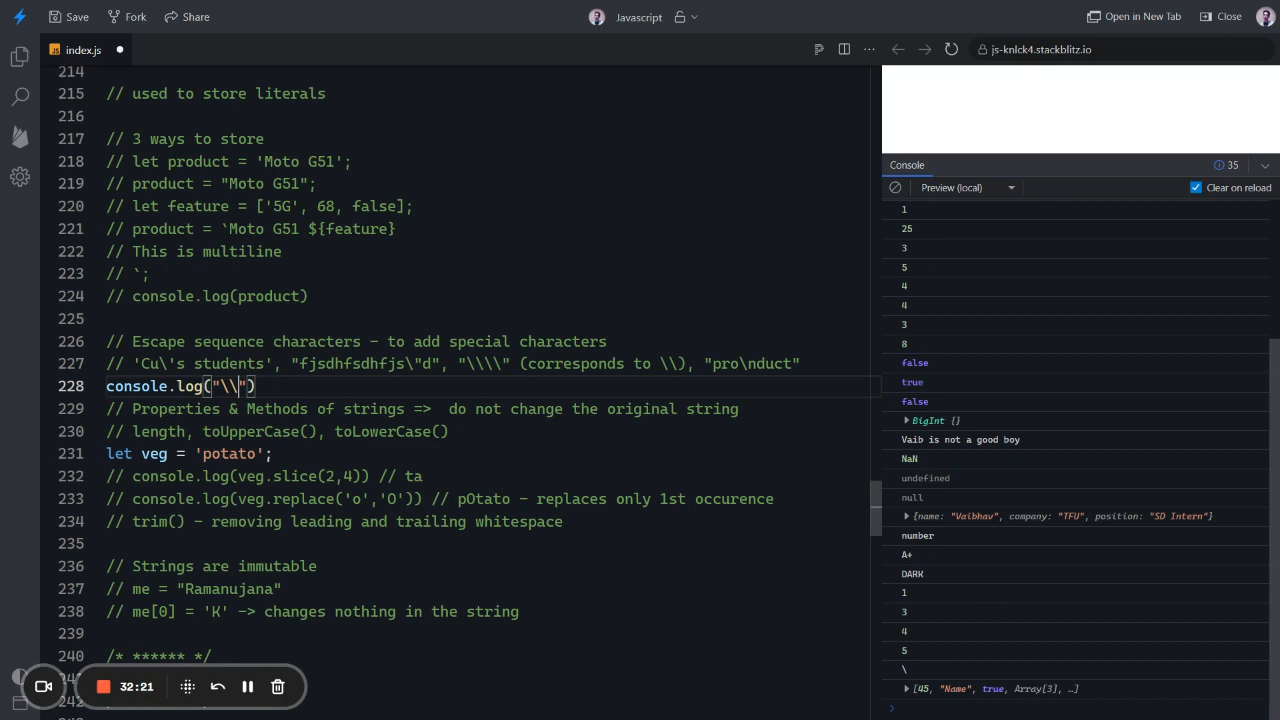 Save Fork Share Javascript Open in New Tab Close
JS index.js js-knlck4.stackblitz.io
214
215 // used to store literals
216
217 // 3 ways to store
218 // let product = 'Moto G51';
219 // product = "Moto G51";
220 // let feature = ['5G', 68, false];
221 // product = `Moto G51 ${feature}
222 // This is multiline
223 // `;
224 // console.log(product)
225
226 // Escape sequence characters - to add special characters
227 // 'Cu\'s students', "fjsdhfsdhfjs\"d", "\\\\" (corresponds to \\), "pro\nduct"
228 console.log("\\")
229 // Properties & Methods of strings => do not change the original string
230 // length, toUpperCase(), toLowerCase()
231 let veg = 'potato';
232 // console.log(veg.slice(2,4)) // ta
233 // console.log(veg.replace('o','O')) // pOtato - replaces only 1st occurence
234 // trim() - removing leading and trailing whitespace
235
236 // Strings are immutable
237 // me = "Ramanujana"
238 // me[0] = 'K' -> changes nothing in the string
239
240 /* ****** */
32:21
Console 35
Preview (local) Clear on reload
1
25
3
5
4
4
3
8
false
true
false
BigInt {}
Vaib is not a good boy
NaN
undefined
null
{name: "Vaibhav", company: "TFU", position: "SD Intern"}
number
A+
DARK
1
3
4
5
\
[45, "Name", true, Array[3], …]